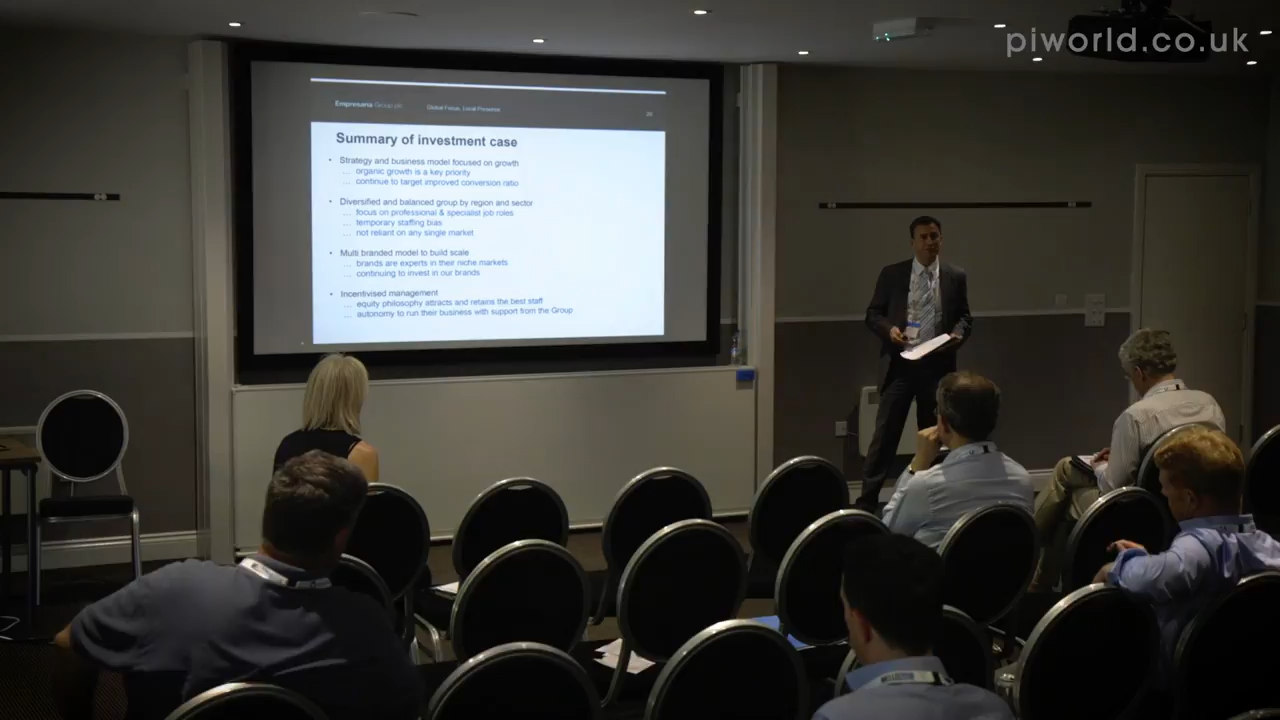 piworld.co.uk
Empresaria Group plc
Global Focus, Local Presence
26
Summary of investment case
• Strategy and business model focused on growth
… organic growth is a key priority
… continue to target improved conversion ratio
• Diversified and balanced group by region and sector
… focus on professional & specialist job roles
… temporary staffing bias
… not reliant on any single market
• Multi branded model to build scale
… brands are experts in their niche markets
… continuing to invest in our brands
• Incentivised management
… equity philosophy attracts and retains the best staff
… autonomy to run their business with support from the Group